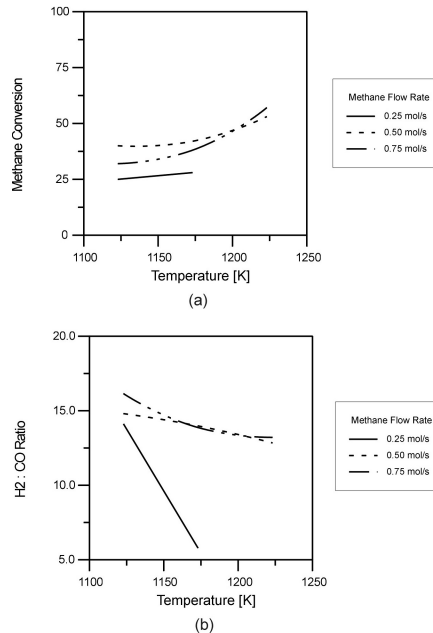 100
75
50
25
0
Methane Conversion
1100
1150
1200
1250
Temperature [K]
Methane Flow Rate
0.25 mol/s
0.50 mol/s
0.75 mol/s
(a)
20.0
15.0
10.0
5.0
H2 : CO Ratio
1100
1150
1200
1250
Temperature [K]
Methane Flow Rate
0.25 mol/s
0.50 mol/s
0.75 mol/s
(b)